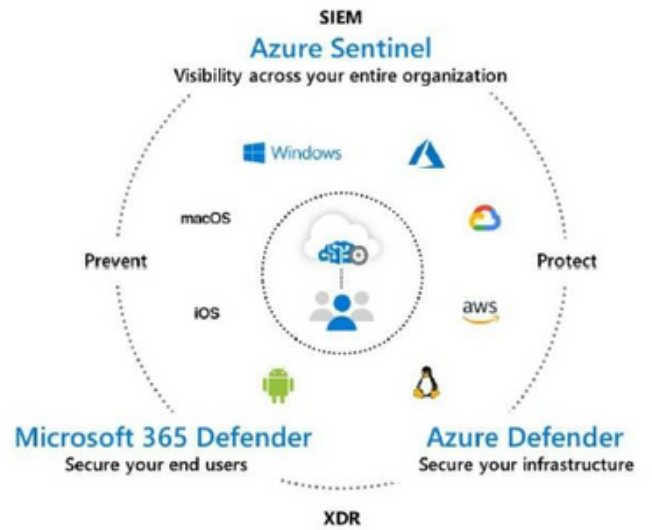 SIEM
Azure Sentinel
Visibility across your entire organization
Windows
macOS
Prevent
Protect
iOS
aws
Microsoft 365 Defender
Azure Defender
Secure your end users
Secure your infrastructure
XDR